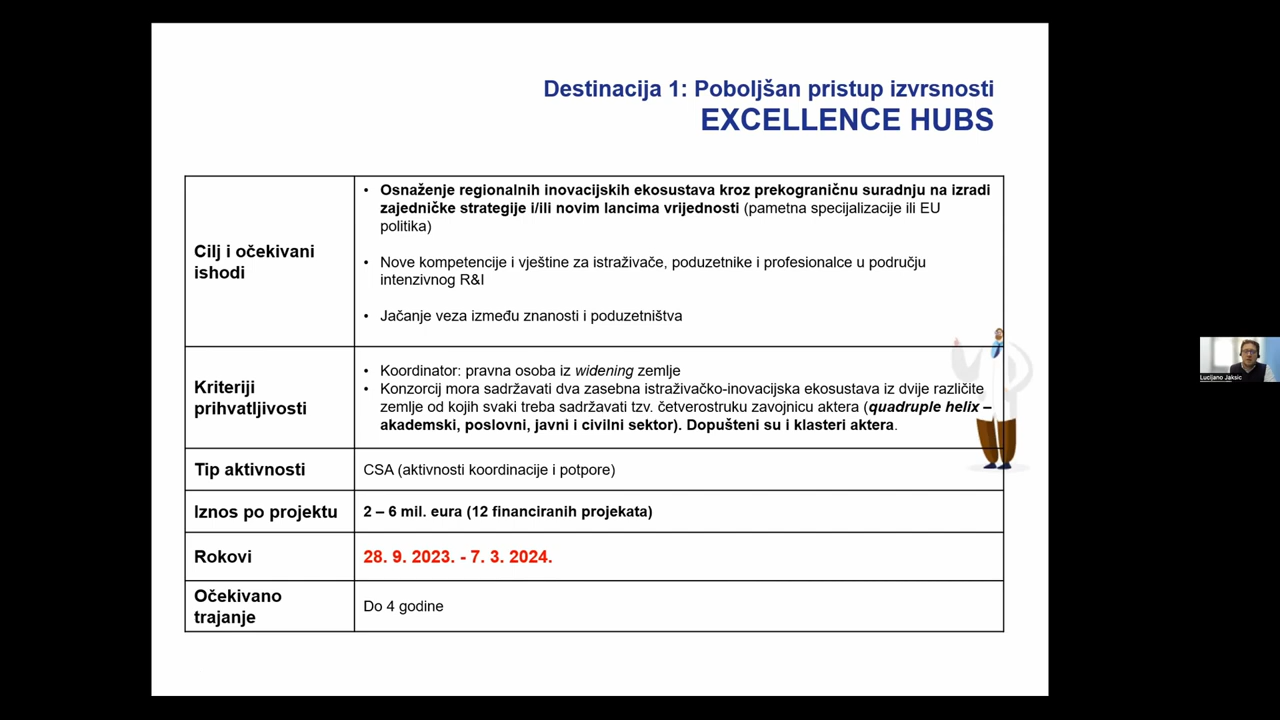 Destinacija 1: Poboljšan pristup izvrsnosti
EXCELLENCE HUBS
Cilj i očekivani
ishodi
• Osnaženje regionalnih inovacijskih ekosustava kroz prekograničnu suradnju na izradi
zajedničke strategije i/ili novim lancima vrijednosti (pametna specijalizacije ili EU
politika)
• Nove kompetencije i vještine za istraživače, poduzetnike i profesionalce u području
intenzivnog R&I
• Jačanje veza između znanosti i poduzetništva
Kriteriji
prihvatljivosti
• Koordinator: pravna osoba iz widening zemlje
• Konzorcij mora sadržavati dva zasebna istraživačko-inovacijska ekosustava iz dvije različite
zemlje od kojih svaki treba sadržavati tzv. četverostruku zavojnicu aktera (quadruple helix –
akademski, poslovni, javni i civilni sektor). Dopušteni su i klasteri aktera.
Tip aktivnosti
CSA (aktivnosti koordinacije i potpore)
Iznos po projektu
2 – 6 mil. eura (12 financiranih projekata)
Rokovi
28. 9. 2023. - 7. 3. 2024.
Očekivano
trajanje
Do 4 godine
Lucijano Jaksic